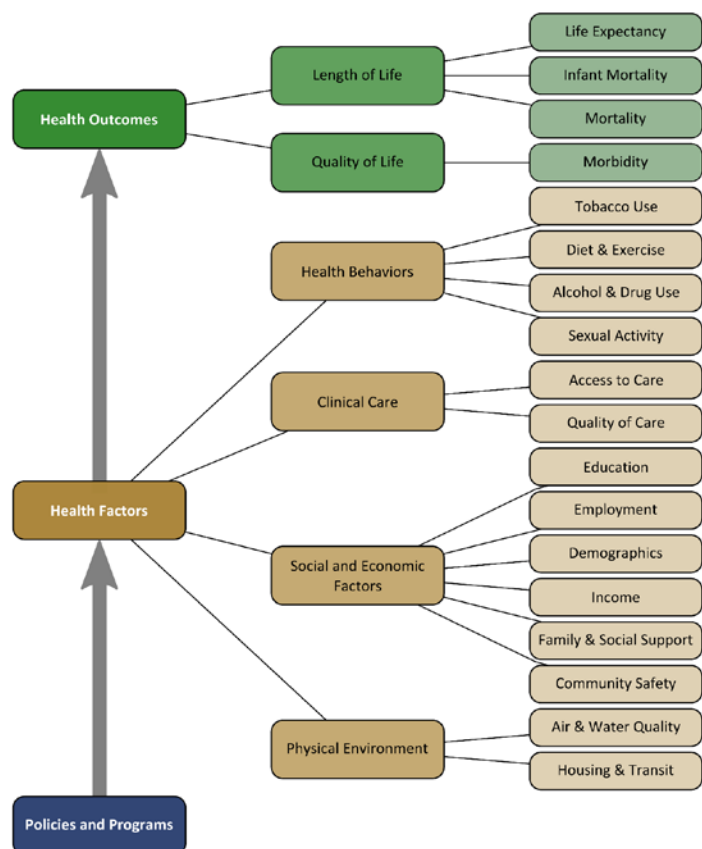 Life Expectancy
Length of Life
Infant Mortality
Health Outcomes
Mortality
Quality of Life
Morbidity
Tobacco Use
Health Behaviors
Diet & Exercise
Alcohol & Drug Use
Sexual Activity
Clinical Care
Access to Care
Quality of Care
Health Factors
Education
Employment
Social and Economic
Factors
Demographics
Income
Family & Social Support
Community Safety
Physical Environment
Air & Water Quality
Housing & Transit
Policies and Programs